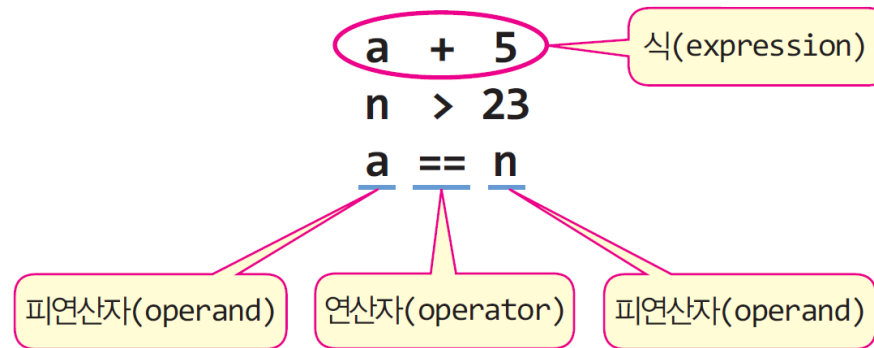 a + 5
식(expression)
n > 23
a == n
피연산자(operand)
연산자(operator)
피연산자(operand)